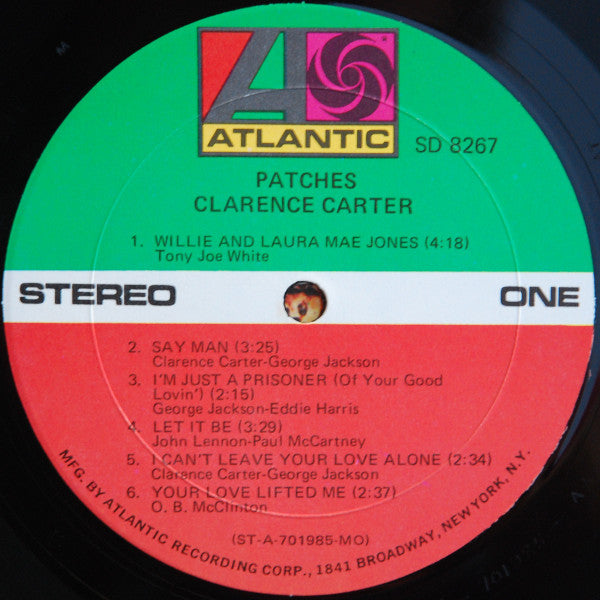 ATLANTIC
SD 8267
PATCHES
CLARENCE CARTER
1. WILLIE AND LAURA MAE JONES (4:18)
Tony Joe White
STEREO
ONE
2. SAY MAN (3:25)
Clarence Carter-George Jackson
3. I'M JUST A PRISONER (Of Your Good
Lovin') (2:15)
George Jackson-Eddie Harris
4. LET IT BE (3:29)
John Lennon-Paul McCartney
5. I CAN'T LEAVE YOUR LOVE ALONE (2:34)
Clarence Carter-George Jackson
6. YOUR LOVE LIFTED ME (2:37)
O. B. McClinton
(ST-A-701985-MO)
MFG. BY ATLANTIC RECORDING CORP., 1841 BROADWAY, NEW YORK, N.Y.